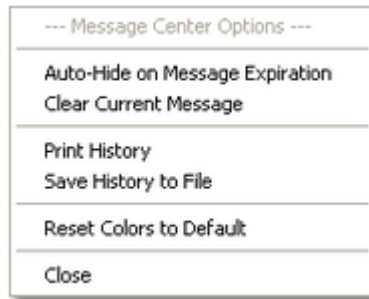 --- Message Center Options ---
Auto-Hide on Message Expiration
Clear Current Message
Print History
Save History to File
Reset Colors to Default
Close